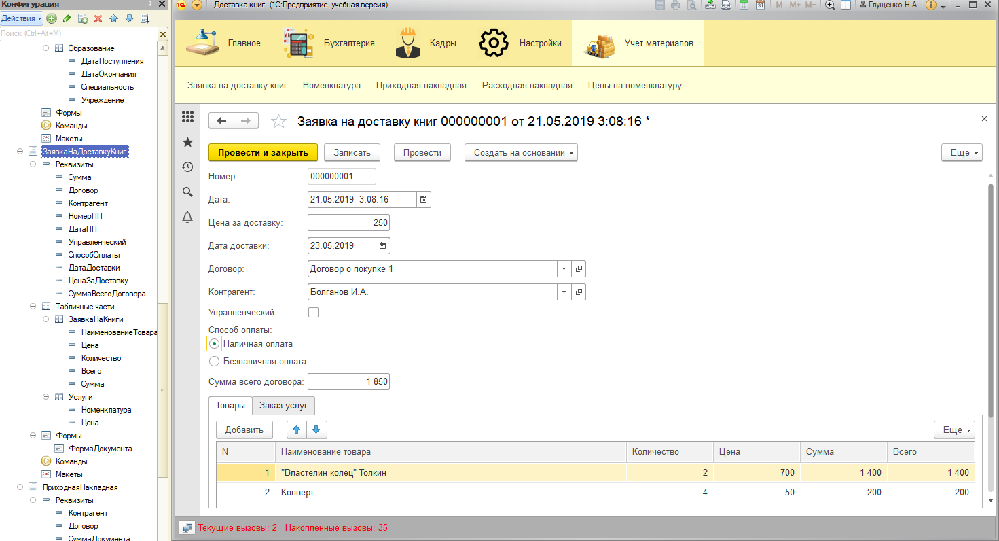 Конфигурация
Действия
Поиск (Ctrl+Alt+M)
Образование
ДатаПоступления
ДатаОкончания
Специальность
Учреждение
Формы
Команды
Макеты
ЗаявкаНаДоставкуКниг
Реквизиты
Сумма
Договор
Контрагент
НомерПП
ДатаПП
Управленческий
СпособОплаты
ДатаДоставки
ЦенаЗаДоставку
СуммаВсегоДоговора
Табличные части
ЗаявкаНаКниги
НаименованиеТовара
Цена
Количество
Всего
Сумма
Услуги
Номенклатура
Цена
Формы
ФормаДокумента
Команды
Макеты
ПриходнаяНакладная
Реквизиты
Контрагент
Договор
СуммаДокумента
Доставка книг (1С:Предприятие, учебная версия)
31 M M+ M- Глущенко Н.А.
Главное Бухгалтерия Кадры Настройки Учет материалов
Заявка на доставку книг Номенклатура Приходная накладная Расходная накладная Цены на номенклатуру
Заявка на доставку книг 000000001 от 21.05.2019 3:08:16 *
Провести и закрыть Записать Провести Создать на основании Еще
Номер: 000000001
Дата: 21.05.2019 3:08:16
Цена за доставку: 250
Дата доставки: 23.05.2019
Договор: Договор о покупке 1
Контрагент: Болганов И.А.
Управленческий:
Способ оплаты:
Наличная оплата
Безналичная оплата
Сумма всего договора: 1 850
Товары Заказ услуг
Добавить Еще
N Наименование товара Количество Цена Сумма Всего
1 "Властелин колец" Толкин 2 700 1 400 1 400
2 Конверт 4 50 200 200
Текущие вызовы: 2 Накопленные вызовы: 35